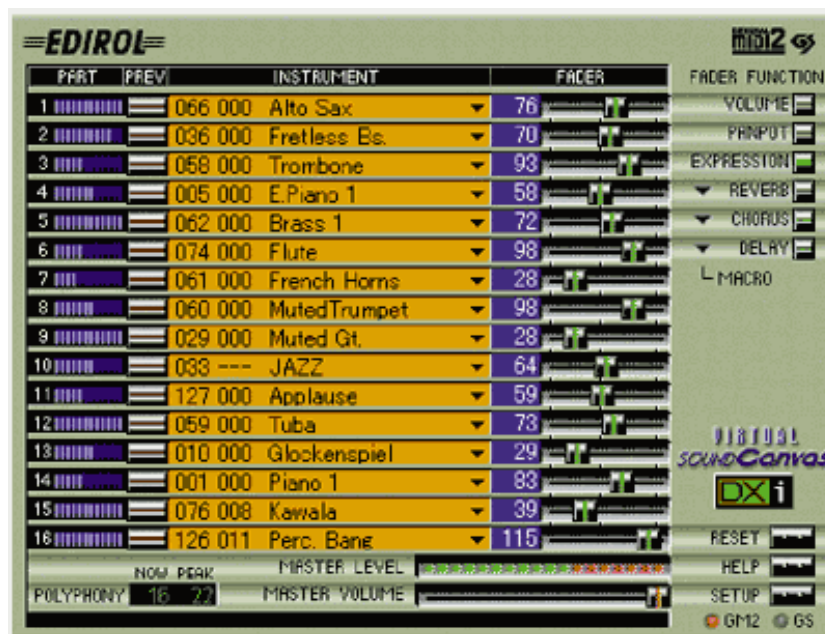 EDIROL
GENERAL MIDI2 GS
PART PREV INSTRUMENT FADER FADER FUNCTION
1 066 000 Alto Sax 76 VOLUME
2 036 000 Fretless Bs. 70 PANPOT
3 058 000 Trombone 93 EXPRESSION
4 005 000 E.Piano 1 58 REVERB
5 062 000 Brass 1 72 CHORUS
6 074 000 Flute 98 DELAY
7 061 000 French Horns 28 MACRO
8 060 000 MutedTrumpet 98
9 029 000 Muted Gt. 28
10 033 --- JAZZ 64
11 127 000 Applause 59
12 059 000 Tuba 73 VIRTUAL
13 010 000 Glockenspiel 29 SOUND Canvas
14 001 000 Piano 1 83 DXi
15 076 008 Kawala 39
16 126 011 Perc. Bang 115 RESET
NOW PEAK MASTER LEVEL HELP
POLYPHONY 16 22 MASTER VOLUME SETUP
GM2 GS